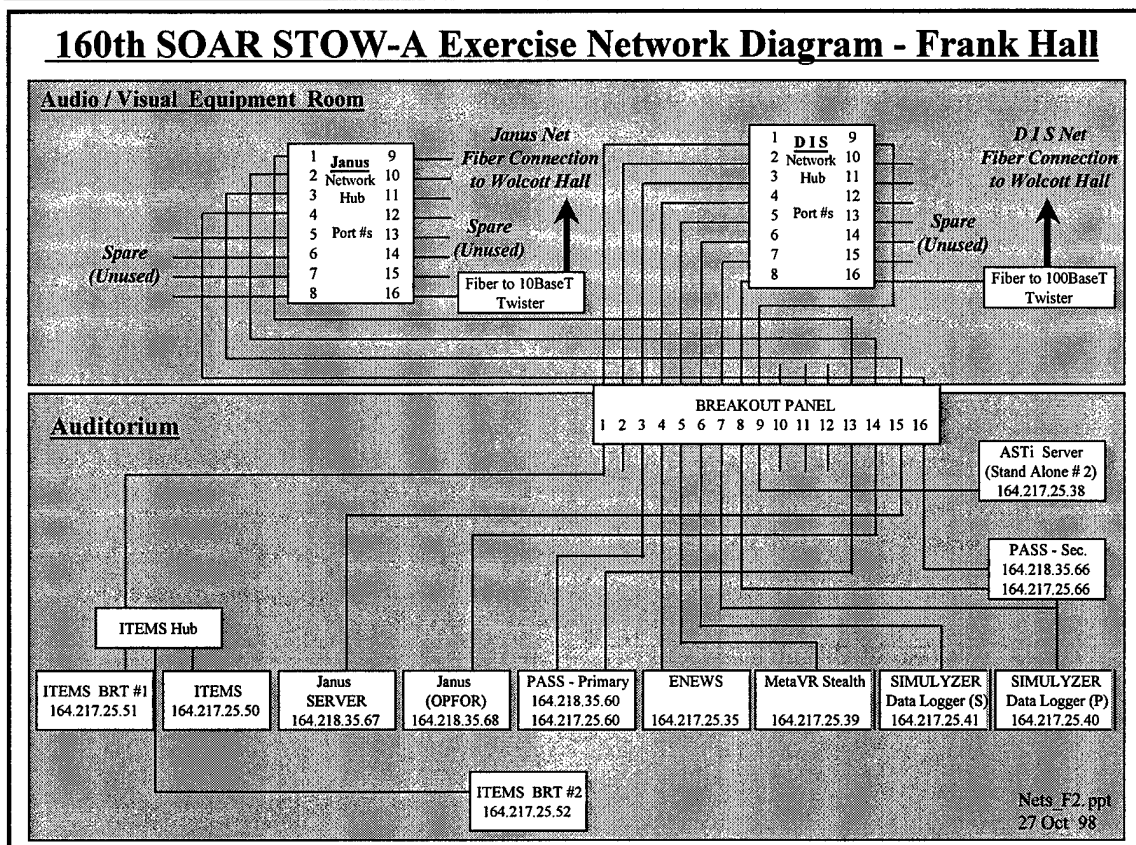 160th SOAR STOW-A Exercise Network Diagram - Frank Hall
Audio / Visual Equipment Room
Janus Net
Fiber Connection
to Wolcott Hall
D I S Net
Fiber Connection
to Wolcott Hall
1 Janus 9
2 Network 10
3 Hub 11
4 12
5 Port #s 13
6 14
7 15
8 16
1 D I S 9
2 Network 10
3 Hub 11
4 12
5 Port #s 13
6 14
7 15
8 16
Spare
(Unused)
Spare
(Unused)
Spare
(Unused)
Fiber to 10BaseT
Twister
Fiber to 100BaseT
Twister
BREAKOUT PANEL
1 2 3 4 5 6 7 8 9 10 11 12 13 14 15 16
Auditorium
ASTi Server
(Stand Alone # 2)
164.217.25.38
PASS - Sec.
164.218.35.66
164.217.25.66
ITEMS Hub
ITEMS BRT #1
164.217.25.51
ITEMS
164.217.25.50
Janus
SERVER
164.218.35.67
Janus
(OPFOR)
164.218.35.68
PASS - Primary
164.218.35.60
164.217.25.60
ENEWS
164.217.25.35
MetaVR Stealth
164.217.25.39
SIMULYZER
Data Logger (S)
164.217.25.41
SIMULYZER
Data Logger (P)
164.217.25.40
ITEMS BRT #2
164.217.25.52
Nets_F2.ppt
27 Oct 98